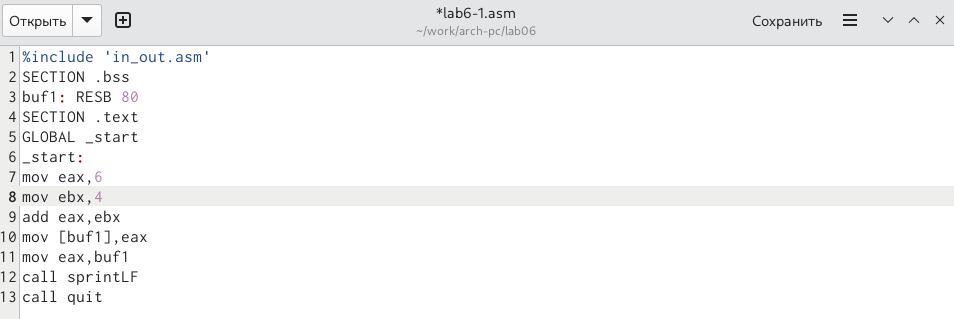 Открыть
*lab6-1.asm
~/work/arch-pc/lab06
Сохранить
1 %include 'in_out.asm'
2 SECTION .bss
3 buf1: RESB 80
4 SECTION .text
5 GLOBAL _start
6 _start:
7 mov eax,6
8 mov ebx,4
9 add eax,ebx
10 mov [buf1],eax
11 mov eax,buf1
12 call sprintLF
13 call quit